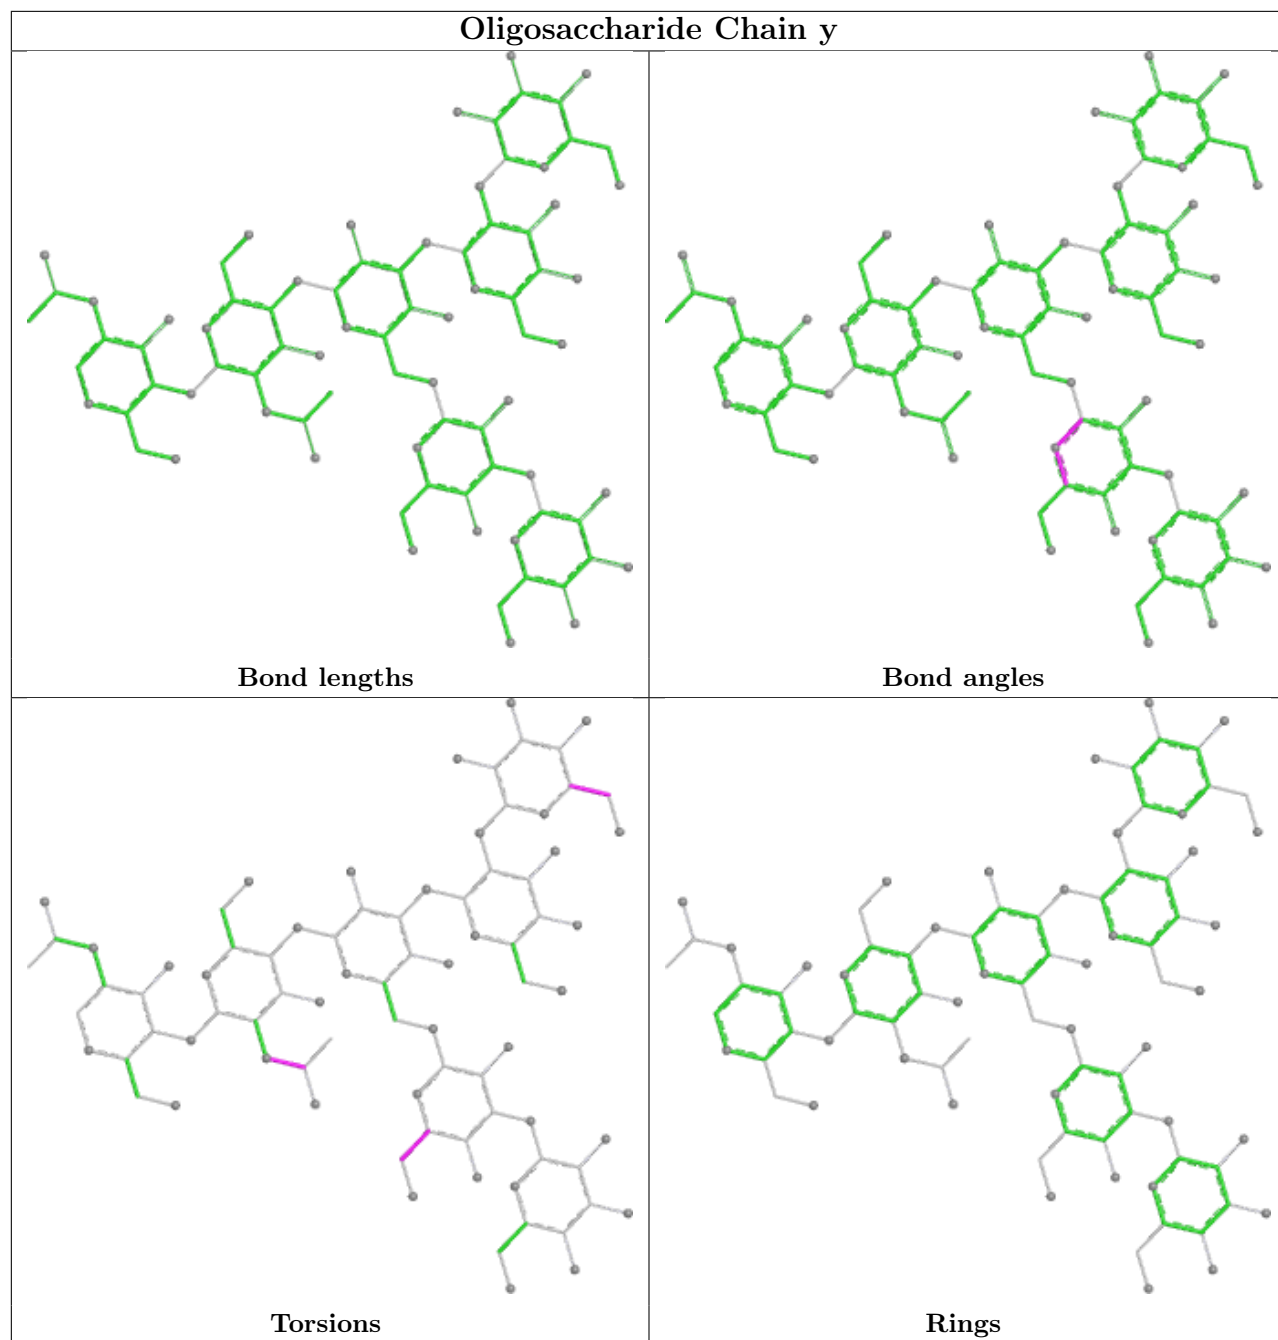 Oligosaccharide Chain y
Bond lengths
Bond angles
Torsions
Rings